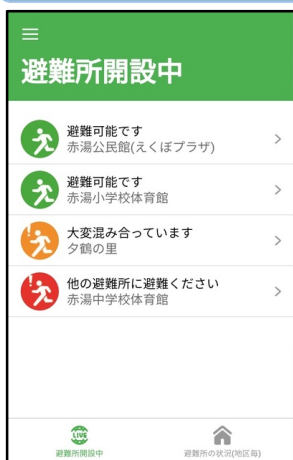 避難所開設中
避難可能です
赤湯公民館(えくぼプラザ)
避難可能です
赤湯小学校体育館
大変混み合っています
夕鶴の里
他の避難所に避難ください
赤湯中学校体育館
LIVE
避難所開設中
避難所の状況(地区毎)